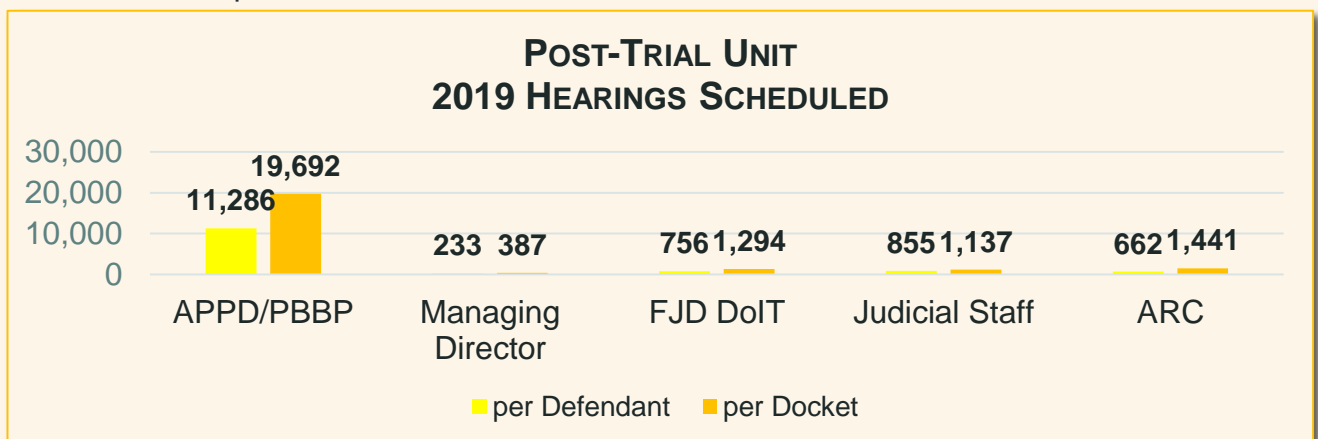 POST-TRIAL UNIT
2019 HEARINGS SCHEDULED
30,000
20,000
10,000
0
11,286 19,692
233 387
756 1,294
855 1,137
662 1,441
APPD/PBBP
Managing
Director
FJD DoIT
Judicial Staff
ARC
per Defendant per Docket